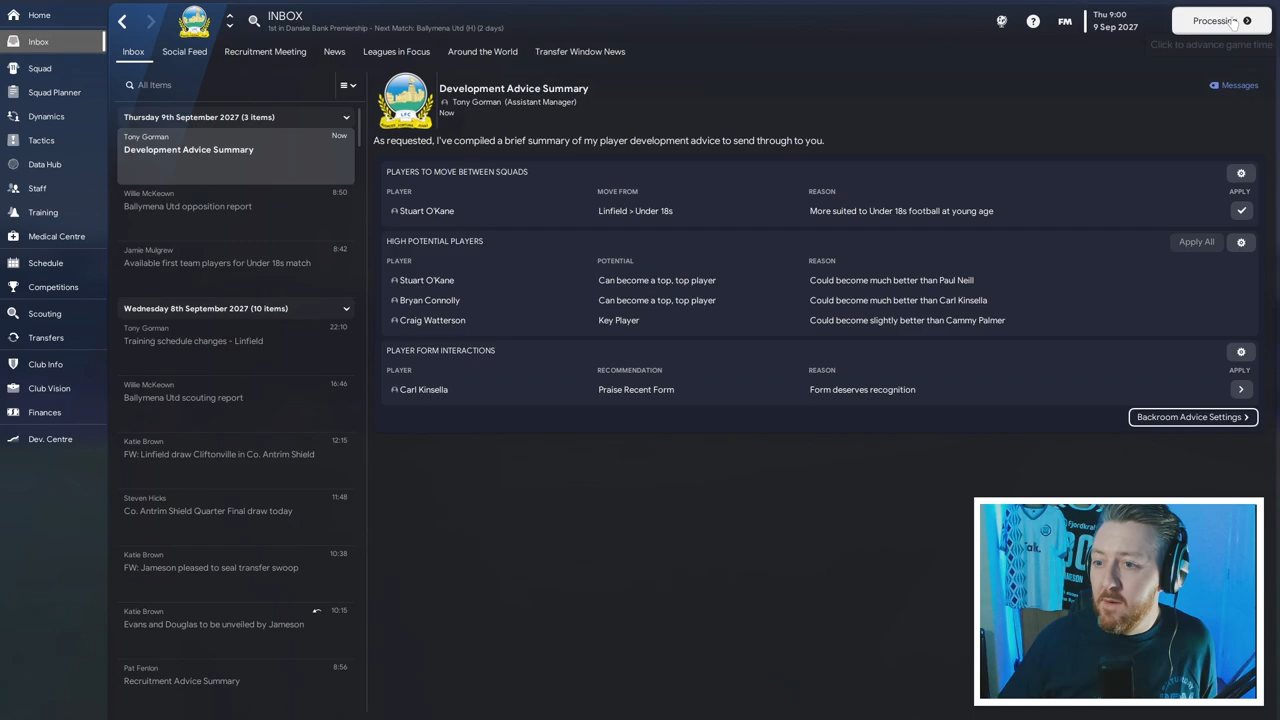 Home
Inbox
Squad
Squad Planner
Dynamics
Tactics
Data Hub
Staff
Training
Medical Centre
Schedule
Competitions
Scouting
Transfers
Club Info
Club Vision
Finances
Dev. Centre
INBOX
1st in Danske Bank Premiership - Next Match: Ballymena Utd (H) (2 days)
FM
Thu 9:00
9 Sep 2027
Processing
Click to advance game time
Inbox Social Feed Recruitment Meeting News Leagues in Focus Around the World Transfer Window News
All Items
Thursday 9th September 2027 (3 items)
Tony Gorman Now
Development Advice Summary
Willie McKeown 8:50
Ballymena Utd opposition report
Jamie Mulgrew 8:42
Available first team players for Under 18s match
Wednesday 8th September 2027 (10 items)
Tony Gorman 22:10
Training schedule changes - Linfield
Willie McKeown 16:46
Ballymena Utd scouting report
Katie Brown 12:15
FW: Linfield draw Cliftonville in Co. Antrim Shield
Steven Hicks 11:48
Co. Antrim Shield Quarter Final draw today
Katie Brown 10:38
FW: Jameson pleased to seal transfer swoop
Katie Brown 10:15
Evans and Douglas to be unveiled by Jameson
Pat Fenlon 8:56
Recruitment Advice Summary
LFC
Development Advice Summary
Tony Gorman (Assistant Manager)
Now
Messages
As requested, I've compiled a brief summary of my player development advice to send through to you.
PLAYERS TO MOVE BETWEEN SQUADS
PLAYER MOVE FROM REASON APPLY
Stuart O'Kane Linfield > Under 18s More suited to Under 18s football at young age
HIGH POTENTIAL PLAYERS Apply All
PLAYER POTENTIAL REASON
Stuart O'Kane Can become a top, top player Could become much better than Paul Neill
Bryan Connolly Can become a top, top player Could become much better than Carl Kinsella
Craig Watterson Key Player Could become slightly better than Cammy Palmer
PLAYER FORM INTERACTIONS
PLAYER RECOMMENDATION REASON APPLY
Carl Kinsella Praise Recent Form Form deserves recognition
Backroom Advice Settings
Fjordkraft